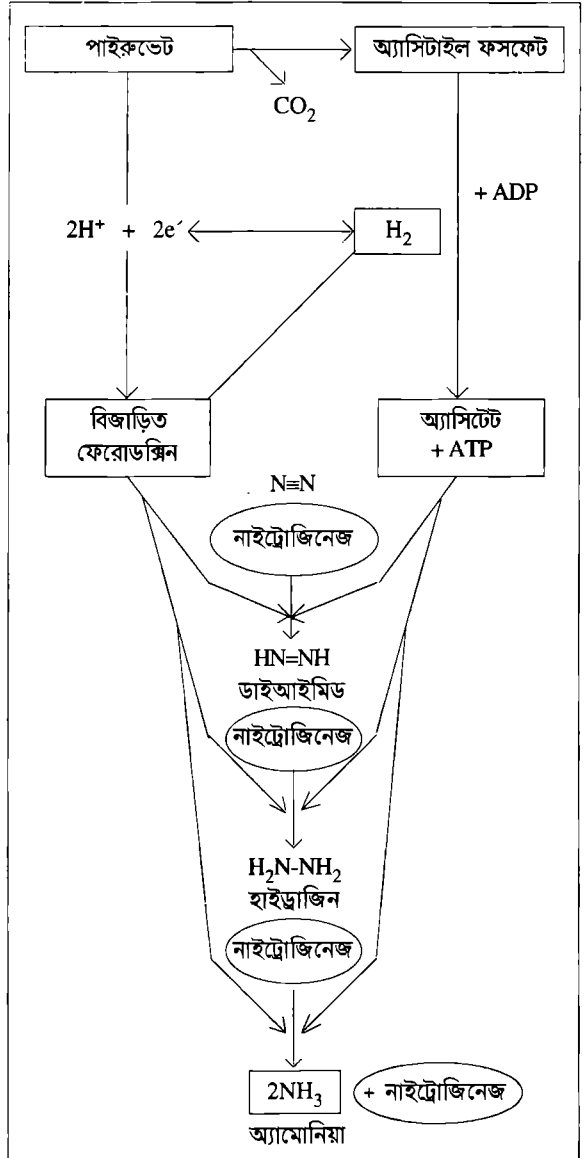 পাইরুভেট
অ্যাসিটাইল ফসফেট
CO₂
+ ADP
2H⁺ + 2e´
H₂
বিজাড়িত
ফেরোডক্সিন
অ্যাসিটেট
+ ATP
N≡N
নাইট্রোজিনেজ
HN=NH
ডাইআইমিড
নাইট্রোজিনেজ
H₂N-NH₂
হাইড্রাজিন
নাইট্রোজিনেজ
2NH₃
+ নাইট্রোজিনেজ
অ্যামোনিয়া